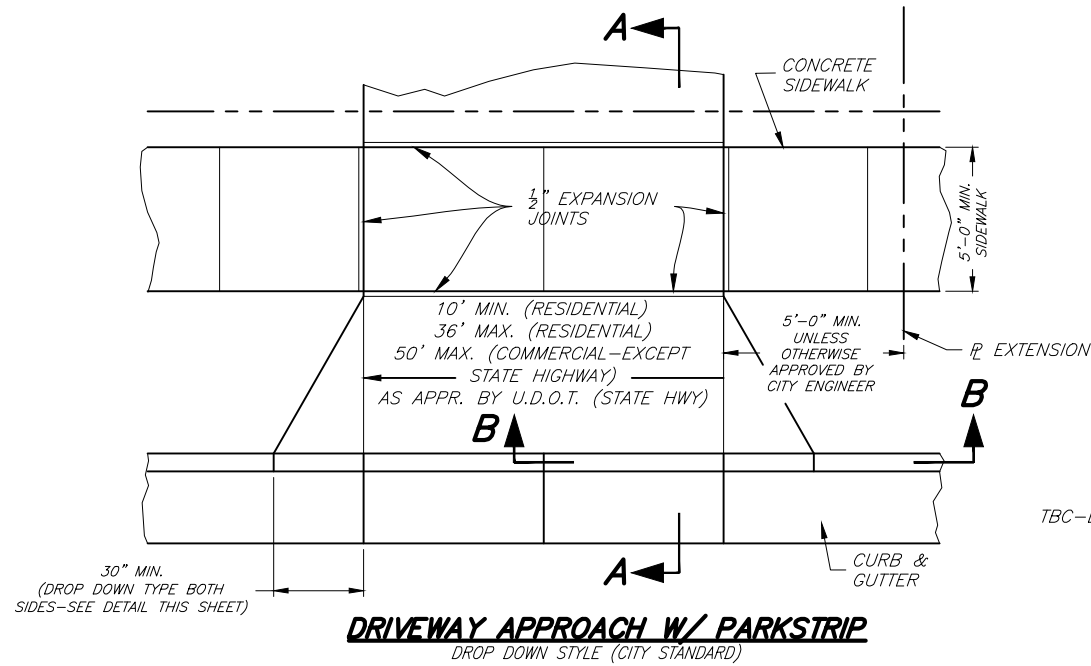 A
CONCRETE
SIDEWALK
1/2" EXPANSION
JOINTS
5'-0" MIN.
SIDEWALK
10' MIN. (RESIDENTIAL)
36' MAX. (RESIDENTIAL)
50' MAX. (COMMERCIAL-EXCEPT
STATE HIGHWAY)
AS APPR. BY U.D.O.T. (STATE HWY)
5'-0" MIN.
UNLESS
OTHERWISE
APPROVED BY
CITY ENGINEER
PL EXTENSION
B
B
TBC-
30" MIN.
(DROP DOWN TYPE BOTH
SIDES-SEE DETAIL THIS SHEET)
A
CURB &
GUTTER
DRIVEWAY APPROACH W/ PARKSTRIP
DROP DOWN STYLE (CITY STANDARD)